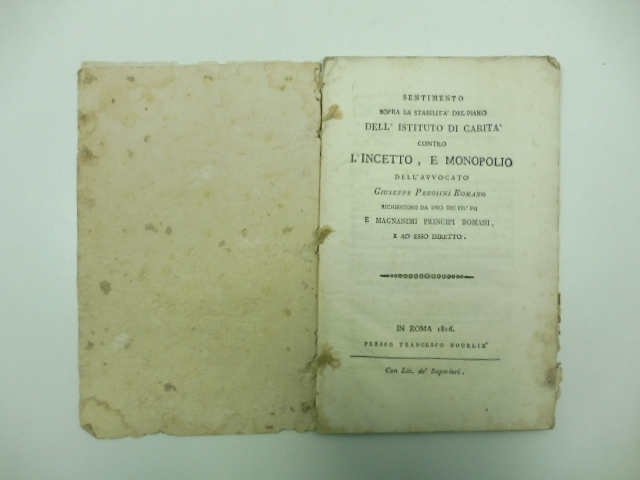 SENTIMENTO
SOPRA LA STABILITA' DEL PIANO
DELL' ISTITUTO DI CARITA'
CONTRO
L'INCETTO, E MONOPOLIO
DELL'AVVOCATO
GIUSEPPE PEROSINI ROMANO
RICHIESTONE DA UNO DEI PIU' PII
E MAGNANIMI PRINCIPI ROMANI,
E AD ESSO DIRETTO.
IN ROMA 1816.
PRESSO FRANCESCO BOURLIE'
Con Lic. de' Superiori.